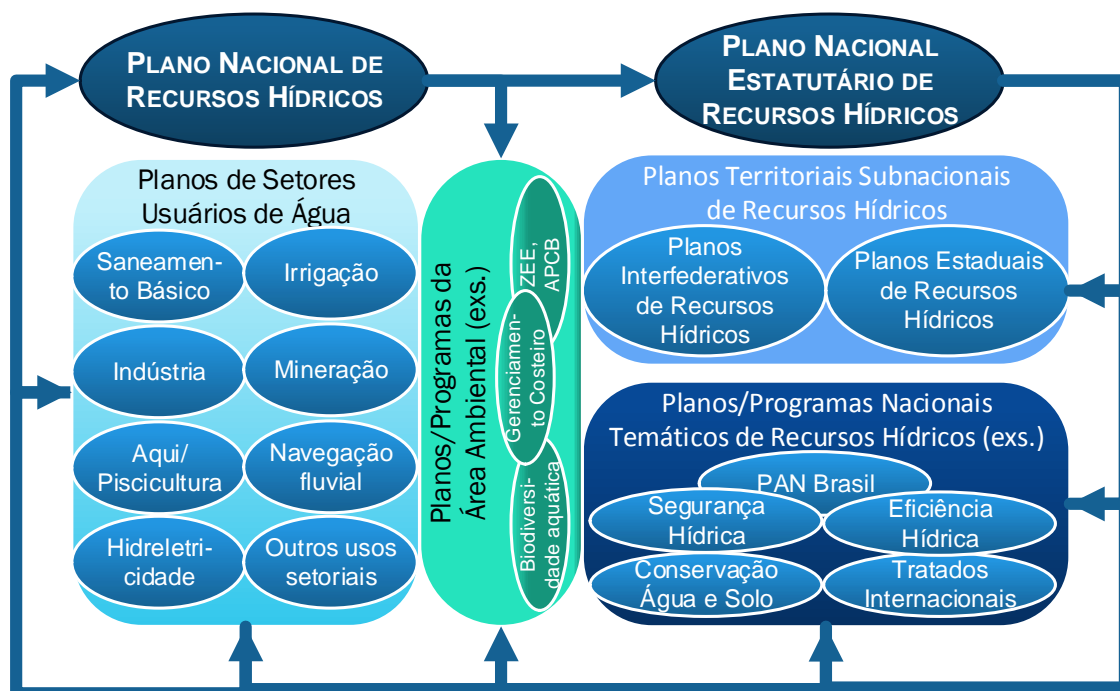 PLANO NACIONAL DE
RECURSOS HÍDRICOS
PLANO NACIONAL
ESTATUTÁRIO DE
RECURSOS HÍDRICOS
Planos de Setores
Usuários de Água
Saneamen-
to Básico
Irrigação
Indústria
Mineração
Aqui/
Piscicultura
Navegação
fluvial
Hidreletri-
cidade
Outros usos
setoriais
Planos/Programas da
Área Ambiental (exs.)
ZEE,
APCB
Gerenciamen-
to Costeiro
Biodiversi-
dade aquática
Planos Territoriais Subnacionais
de Recursos Hídricos
Planos
Interfederativos
de Recursos
Hídricos
Planos Estaduais
de Recursos
Hídricos
Planos/Programas Nacionais
Temáticos de Recursos Hídricos (exs.)
PAN Brasil
Segurança
Hídrica
Eficiência
Hídrica
Conservação
Água e Solo
Tratados
Internacionais